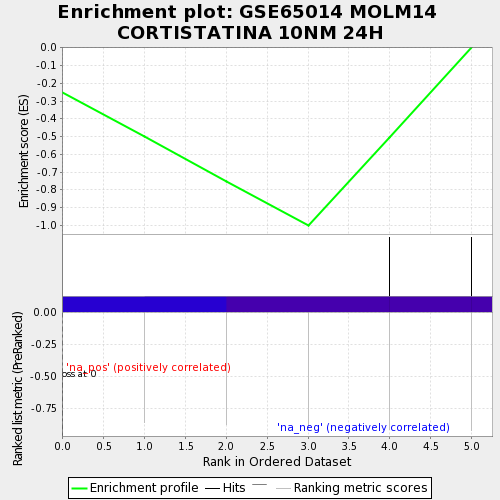 Enrichment plot: GSE65014 MOLM14
CORTISTATINA 10NM 24H
Enrichment score (ES)
0.0
-0.1
-0.2
-0.3
-0.4
-0.5
-0.6
-0.7
-0.8
-0.9
-1.0
Ranked list metric (PreRanked)
0.00
-0.25
-0.50
-0.75
'na_pos' (positively correlated)
'na_neg' (negatively correlated)
0.0 0.5 1.0 1.5 2.0 2.5 3.0 3.5 4.0 4.5 5.0
Rank in Ordered Dataset
Enrichment profile Hits Ranking metric scores